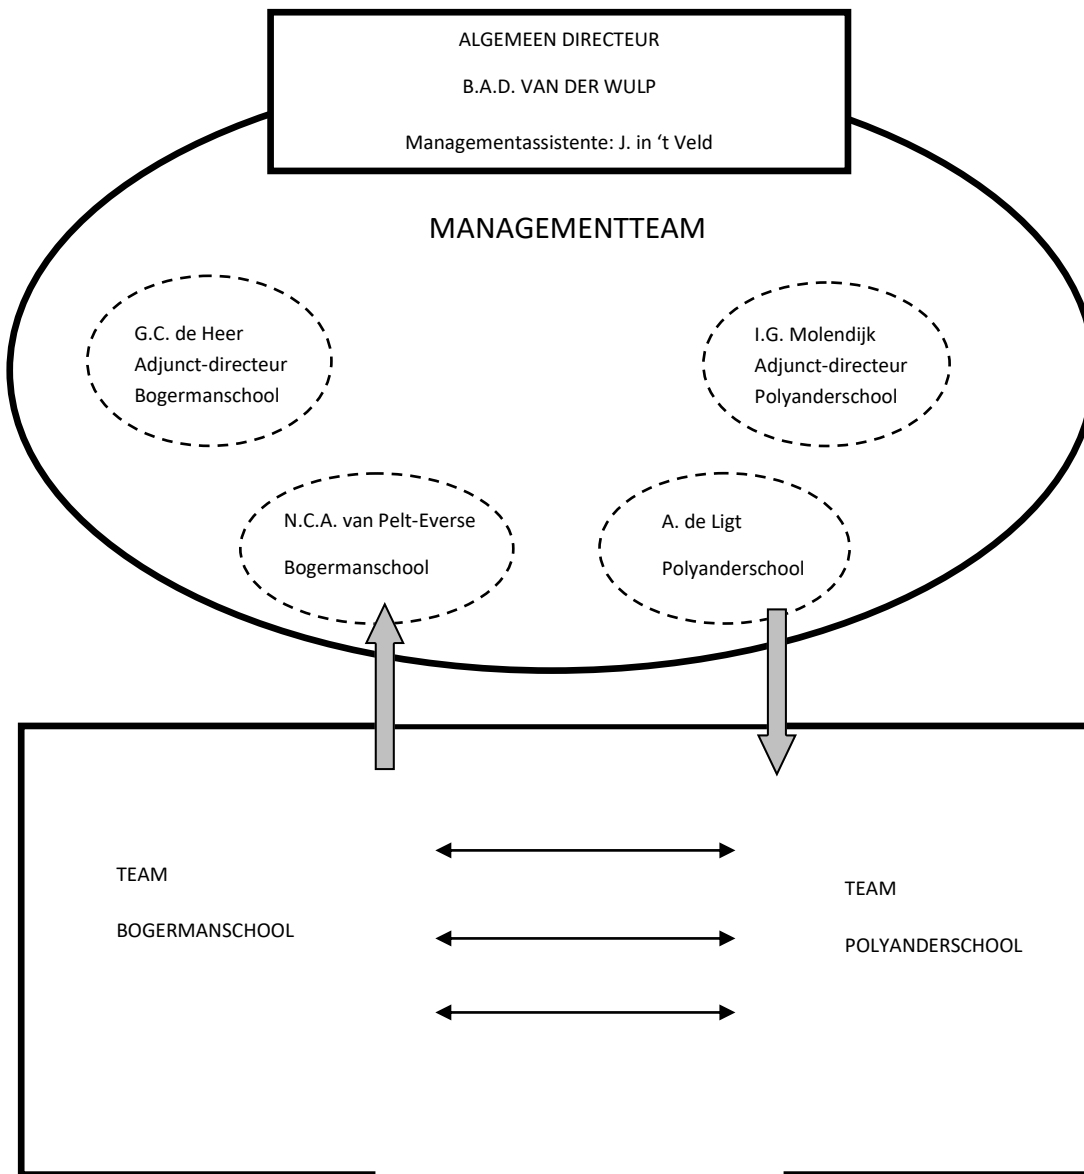 ALGEMEEN DIRECTEUR
B.A.D. VAN DER WULP
Managementassistente: J. in ‘t Veld
MANAGEMENTTEAM
G.C. de Heer
Adjunct-directeur
Bogermanschool
I.G. Molendijk
Adjunct-directeur
Polyanderschool
N.C.A. van Pelt-Everse
Bogermanschool
A. de Ligt
Polyanderschool
TEAM
BOGERMANSCHOOL
TEAM
POLYANDERSCHOOL